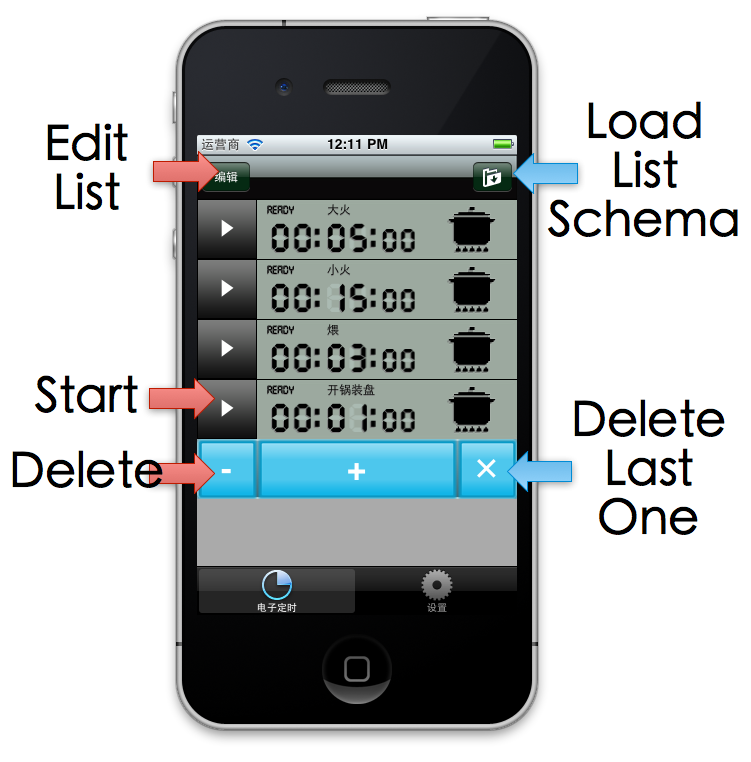 Edit
List
Load
List
Schema
运营商 12:11 PM
编辑
READY 大火
00:05:00
READY 小火
00:15:00
READY 煨
00:03:00
READY 开锅装盘
00:01:00
Start
Delete
- + ×
Delete
Last
One
电子定时 设置